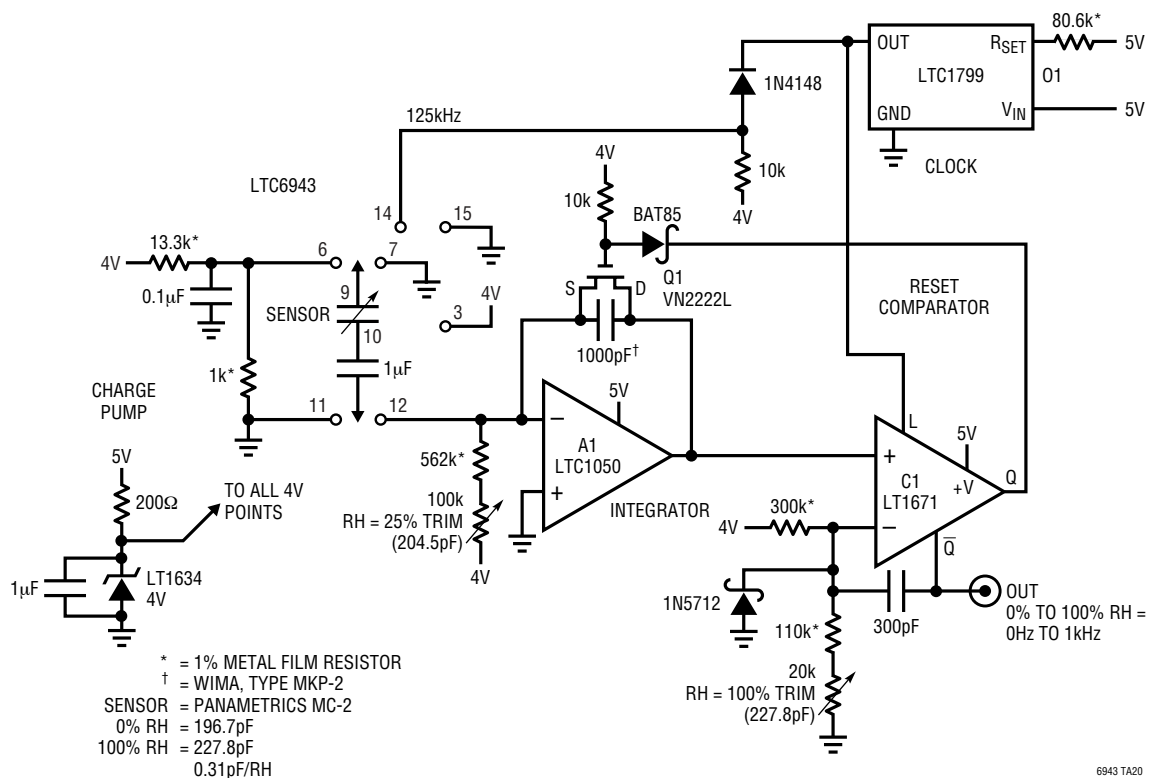 80.6k*
OUT
RSET
5V
LTC1799
O1
1N4148
GND
VIN
5V
125kHz
CLOCK
4V
10k
LTC6943
10k
BAT85
4V
14
15
13.3k*
6
7
4V
Q1
VN2222L
S
D
RESET
COMPARATOR
0.1µF
9
4V
SENSOR
3
10
1000pF†
1k*
1µF
CHARGE
PUMP
5V
L
11
12
–
A1
LTC1050
5V
5V
562k*
+
C1
LT1671
+V
Q
200Ω
TO ALL 4V
POINTS
+
INTEGRATOR
300k*
100k
RH = 25% TRIM
(204.5pF)
4V
–
Q̅
4V
1µF
LT1634
4V
1N5712
300pF
OUT
0% TO 100% RH =
0Hz TO 1kHz
110k*
20k
RH = 100% TRIM
(227.8pF)
* = 1% METAL FILM RESISTOR
† = WIMA, TYPE MKP-2
SENSOR = PANAMETRICS MC-2
0% RH = 196.7pF
100% RH = 227.8pF
0.31pF/RH
6943 TA20